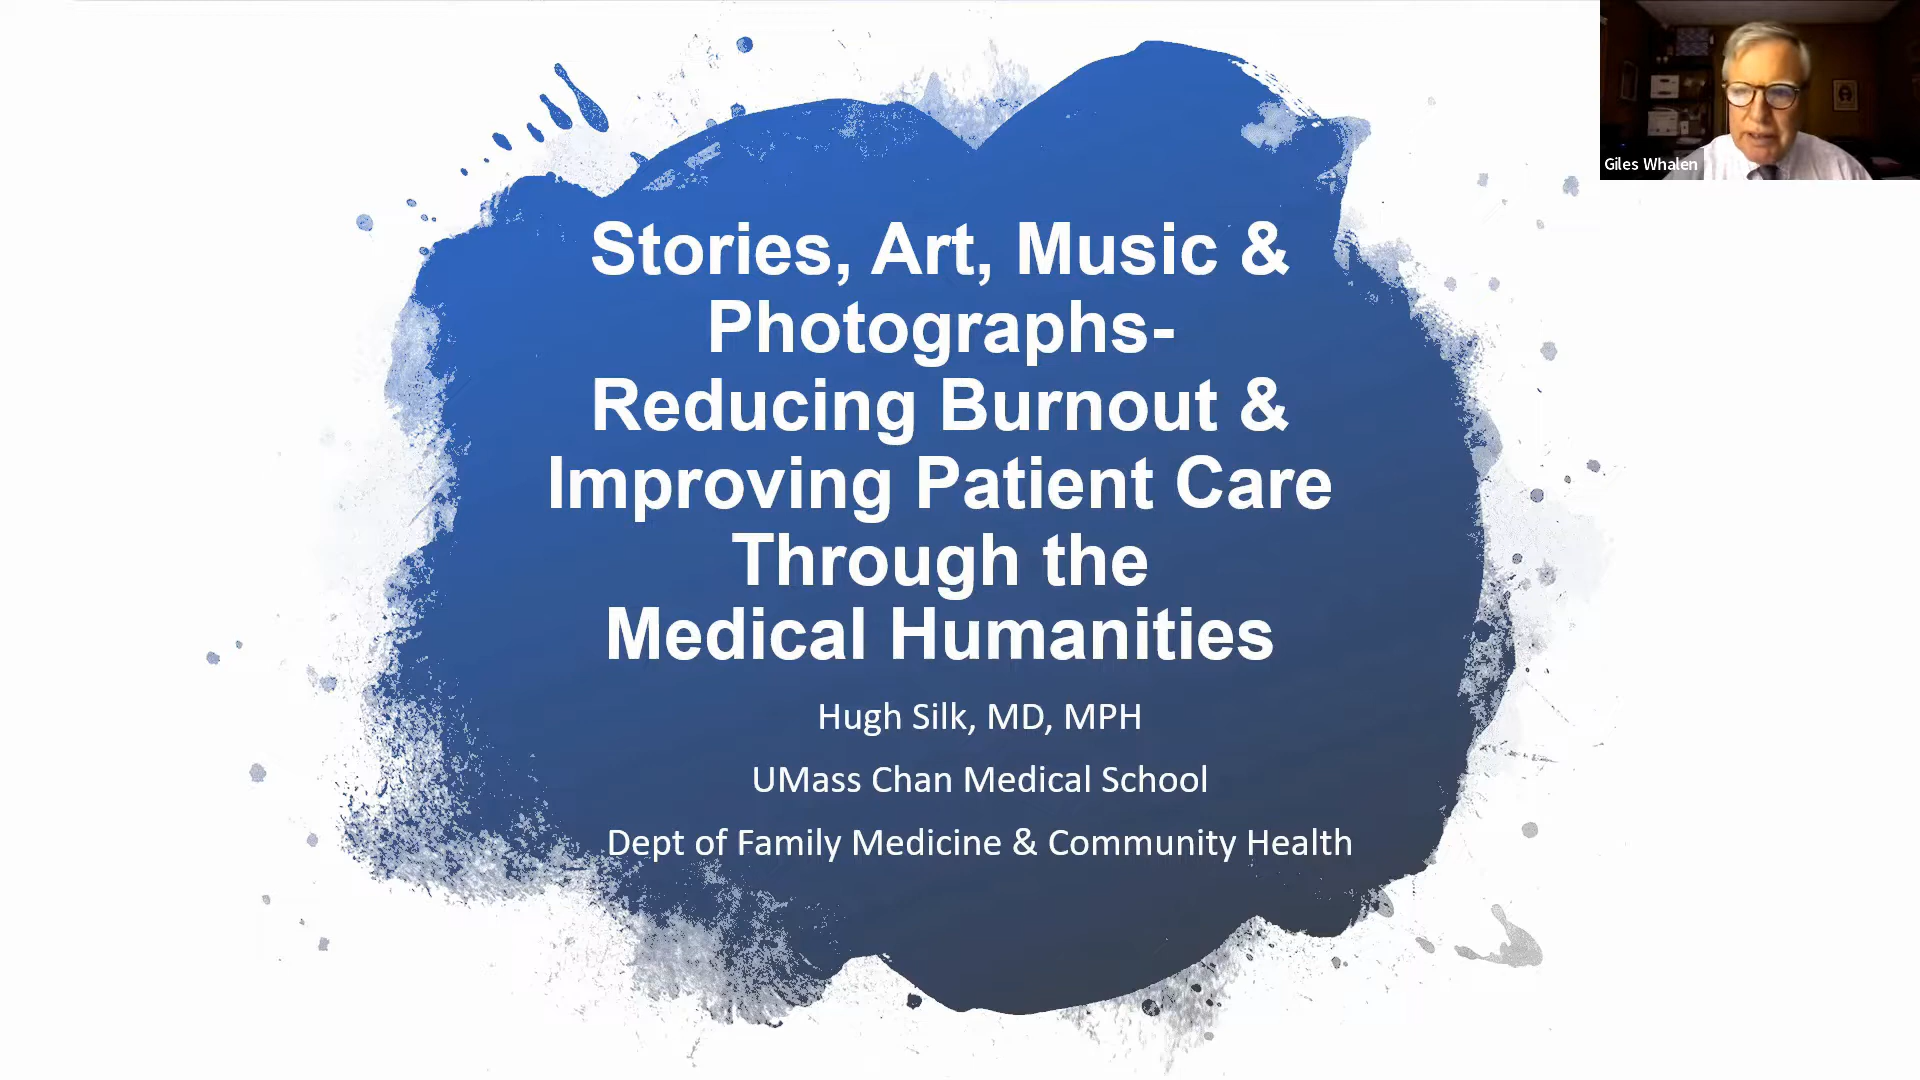 Stories, Art, Music &
Photographs-
Reducing Burnout &
Improving Patient Care
Through the
Medical Humanities
Hugh Silk, MD, MPH
UMass Chan Medical School
Dept of Family Medicine & Community Health
Giles Whalen